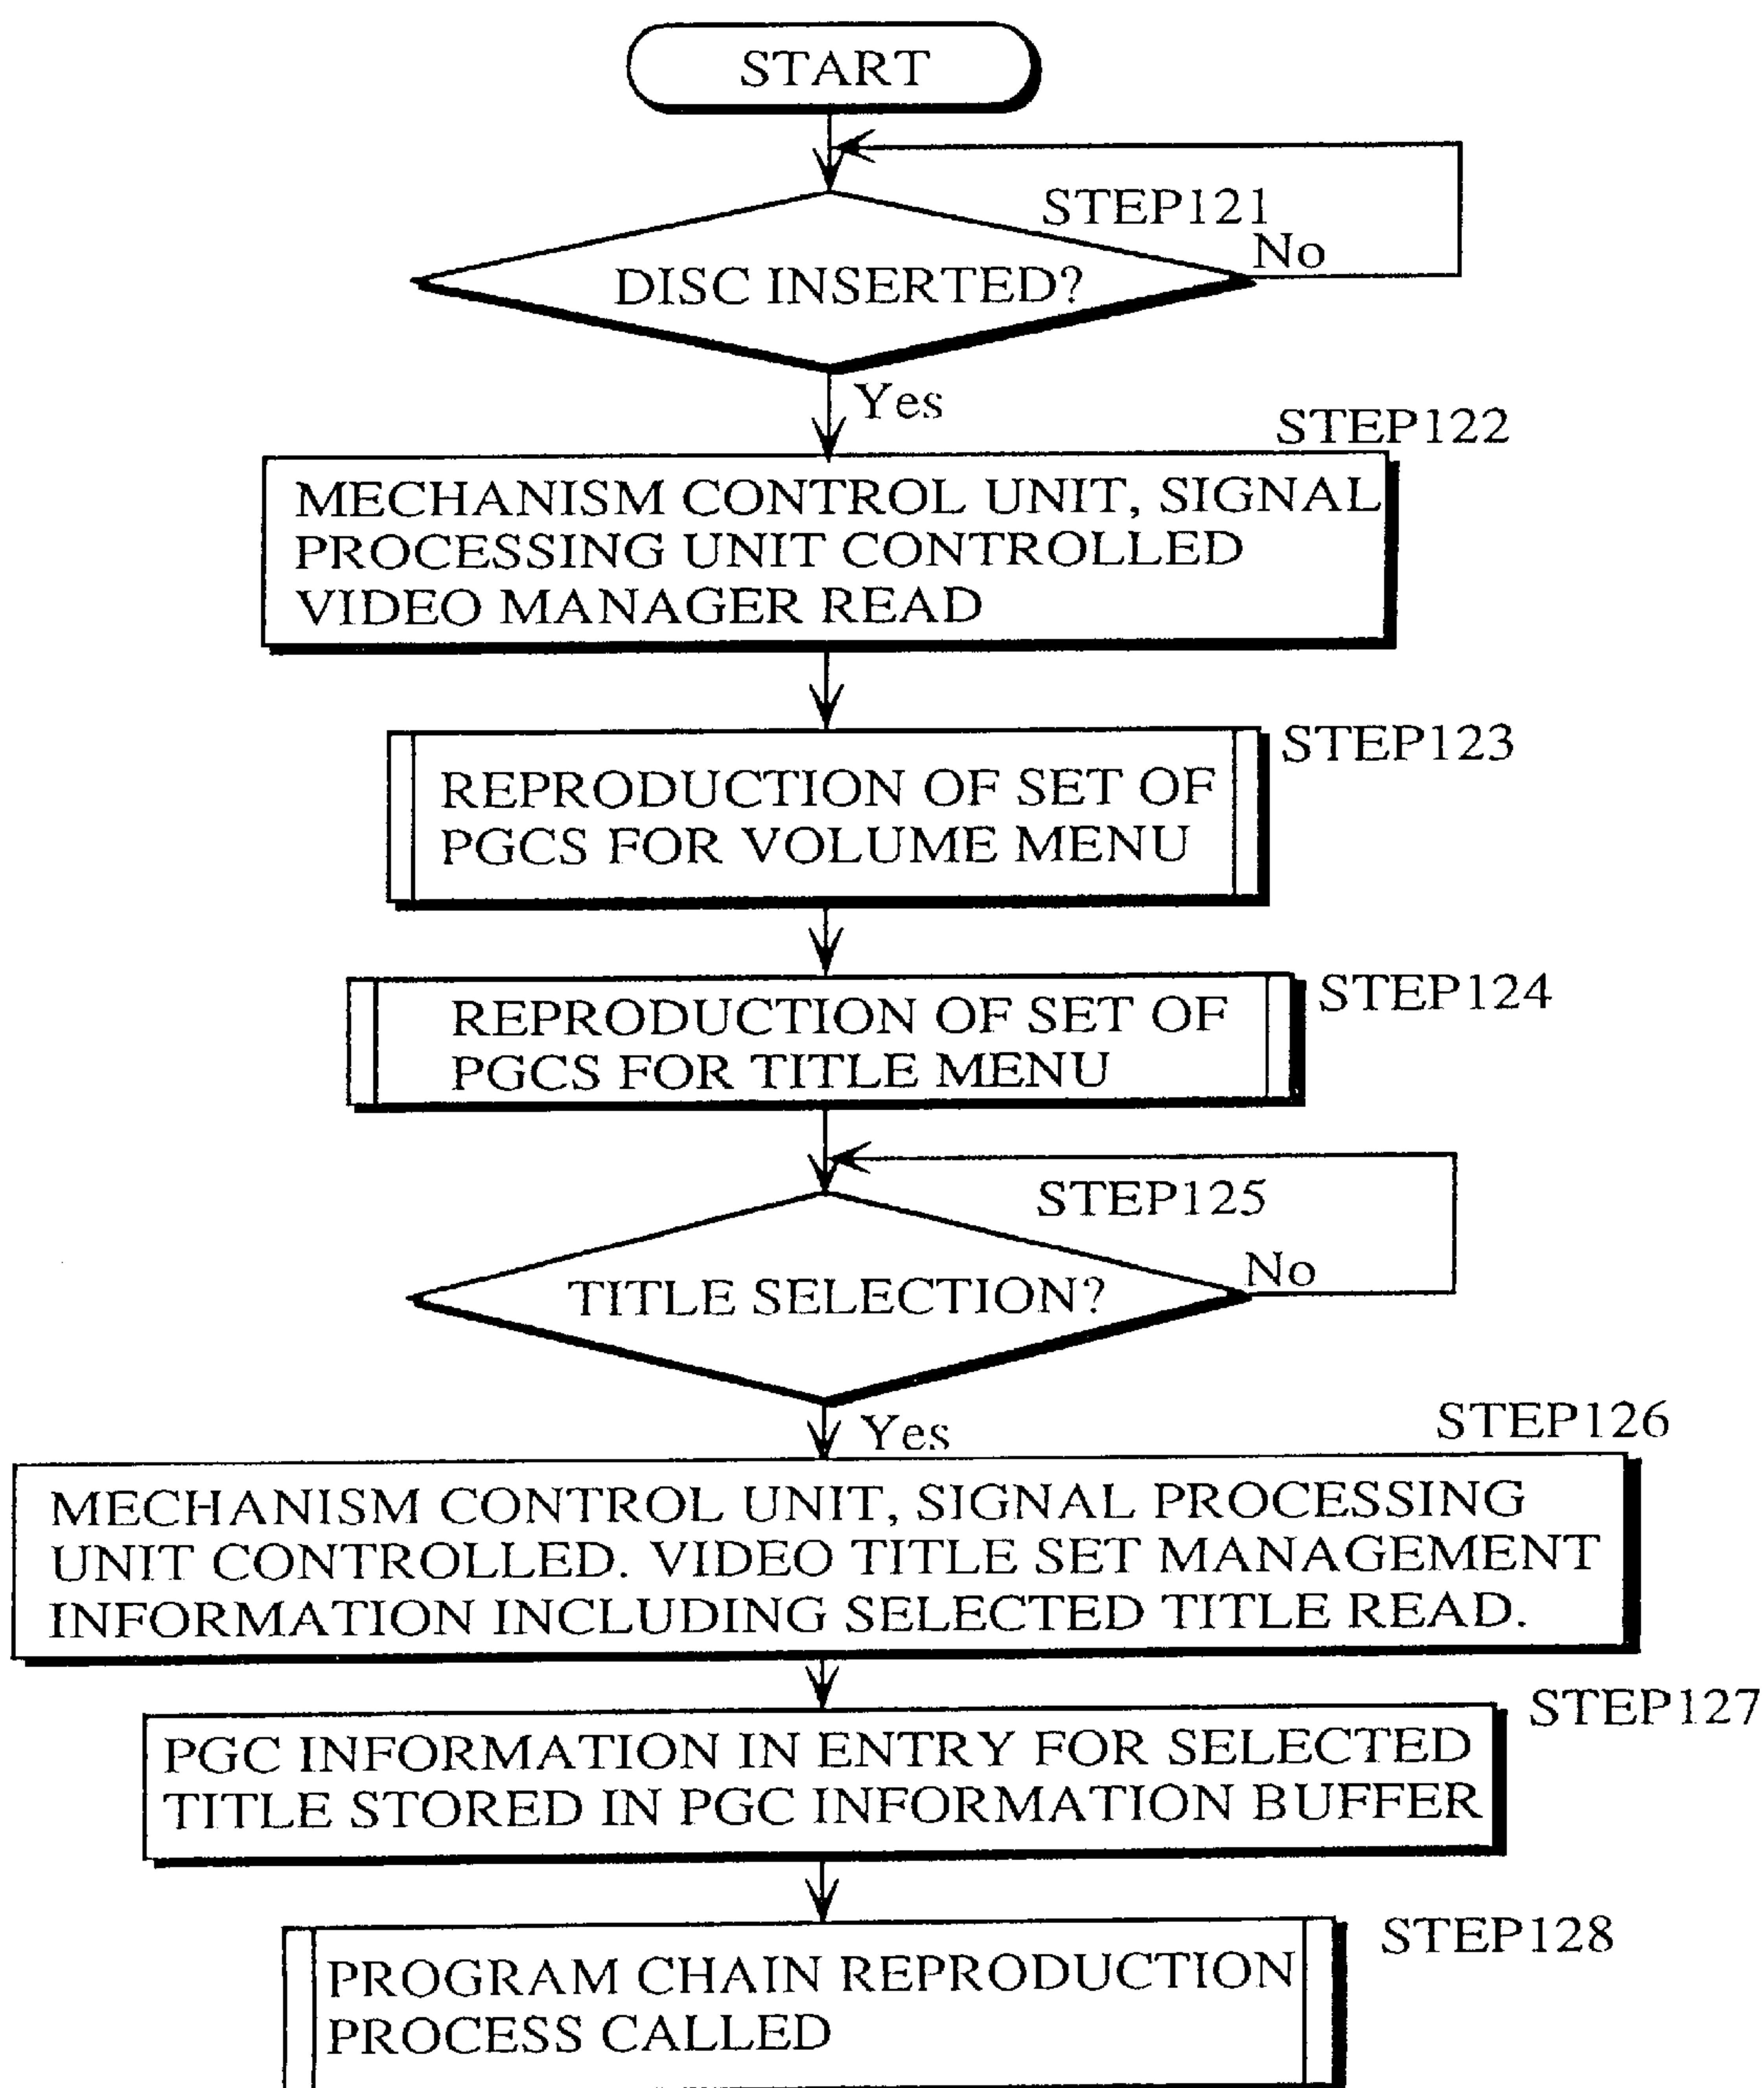 START
STEP121
No
DISC INSERTED?
Yes
STEP122
MECHANISM CONTROL UNIT, SIGNAL
PROCESSING UNIT CONTROLLED
VIDEO MANAGER READ
STEP123
REPRODUCTION OF SET OF
PGCS FOR VOLUME MENU
STEP124
REPRODUCTION OF SET OF
PGCS FOR TITLE MENU
STEP125
No
TITLE SELECTION?
Yes
STEP126
MECHANISM CONTROL UNIT, SIGNAL PROCESSING
UNIT CONTROLLED. VIDEO TITLE SET MANAGEMENT
INFORMATION INCLUDING SELECTED TITLE READ.
STEP127
PGC INFORMATION IN ENTRY FOR SELECTED
TITLE STORED IN PGC INFORMATION BUFFER
STEP128
PROGRAM CHAIN REPRODUCTION
PROCESS CALLED